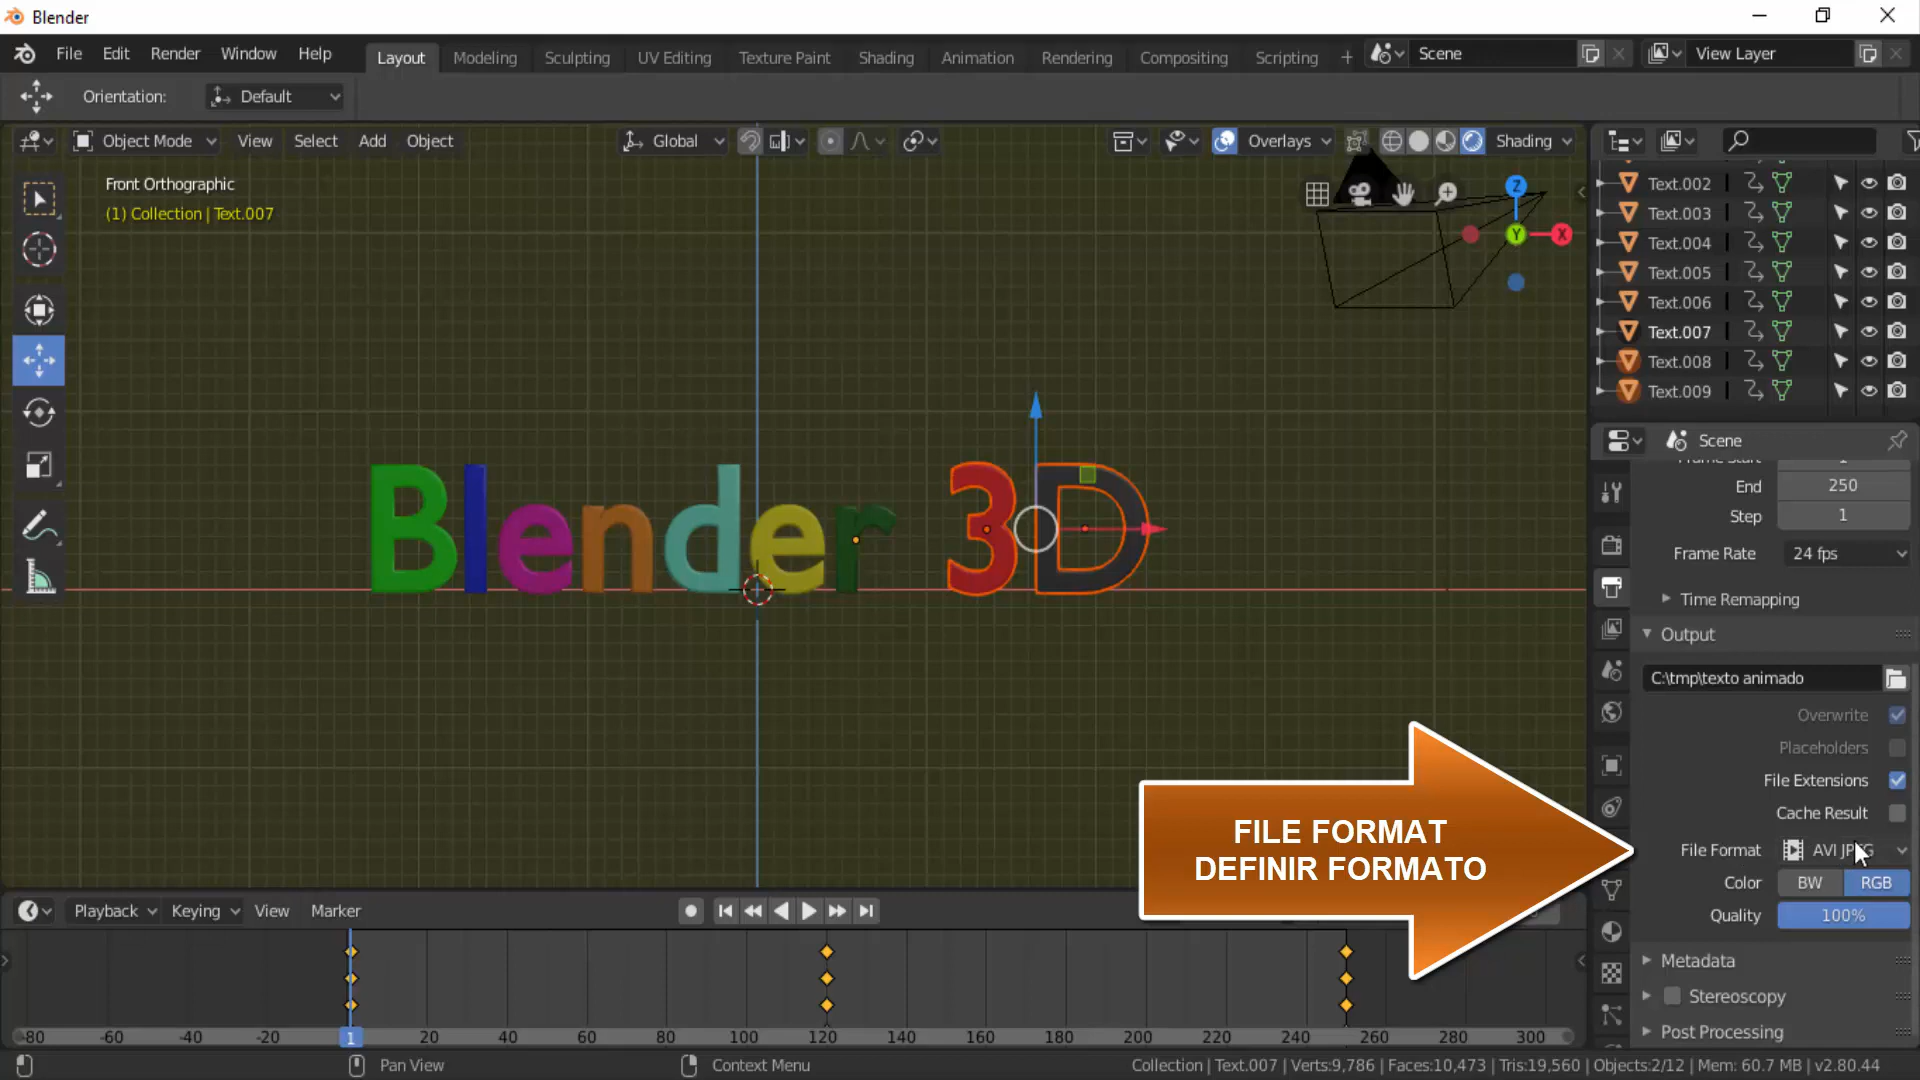 Blender
File Edit Render Window Help Layout Modeling Sculpting UV Editing Texture Paint Shading Animation Rendering Compositing Scripting + Scene View Layer
Orientation: Default
Object Mode View Select Add Object Global Overlays Shading
Front Orthographic
(1) Collection | Text.007
Z
Y
X
Text.002
Text.003
Text.004
Text.005
Text.006
Text.007
Text.008
Text.009
Scene
Frame Start 1
End 250
Step 1
Frame Rate 24 fps
Time Remapping
Output
C:\tmp\texto animado
Overwrite
Placeholders
File Extensions
Cache Result
File Format AVI JPEG
Color BW RGB
Quality 100%
Metadata
Stereoscopy
Post Processing
Blender 3D
FILE FORMAT
DEFINIR FORMATO
Playback Keying View Marker
-80 -60 -40 -20 1 20 40 60 80 100 120 140 160 180 200 220 240 260 280 300
Pan View Context Menu Collection | Text.007 | Verts:9,786 | Faces:10,473 | Tris:19,560 | Objects:2/12 | Mem: 60.7 MB | v2.80.44